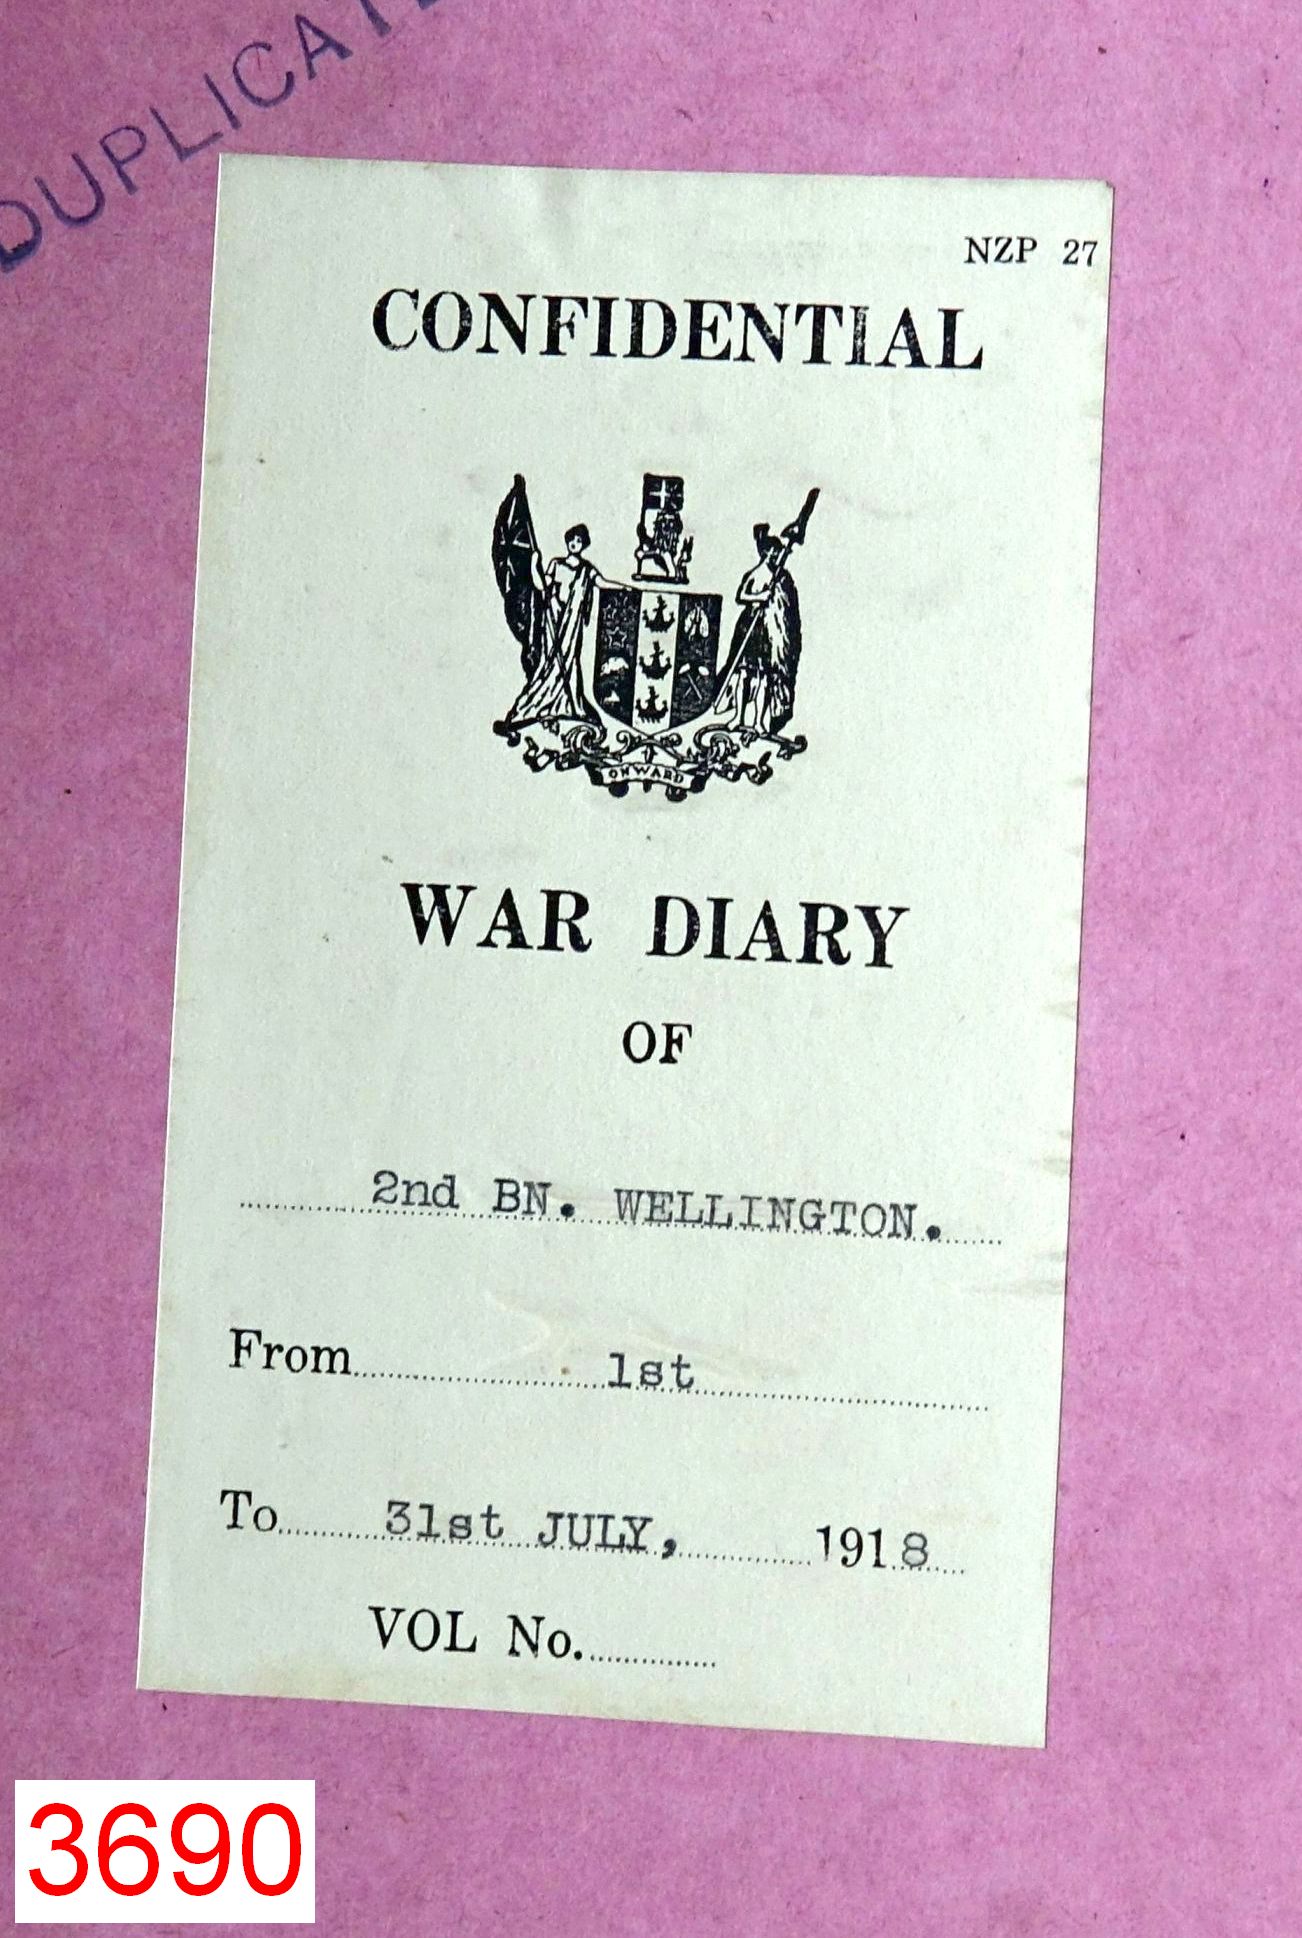 DUPLICATE
NZP 27
CONFIDENTIAL
ONWARD
WAR DIARY
OF
2nd BN. WELLINGTON.
From 1st
To 31st JULY, 1918
VOL No.
3690